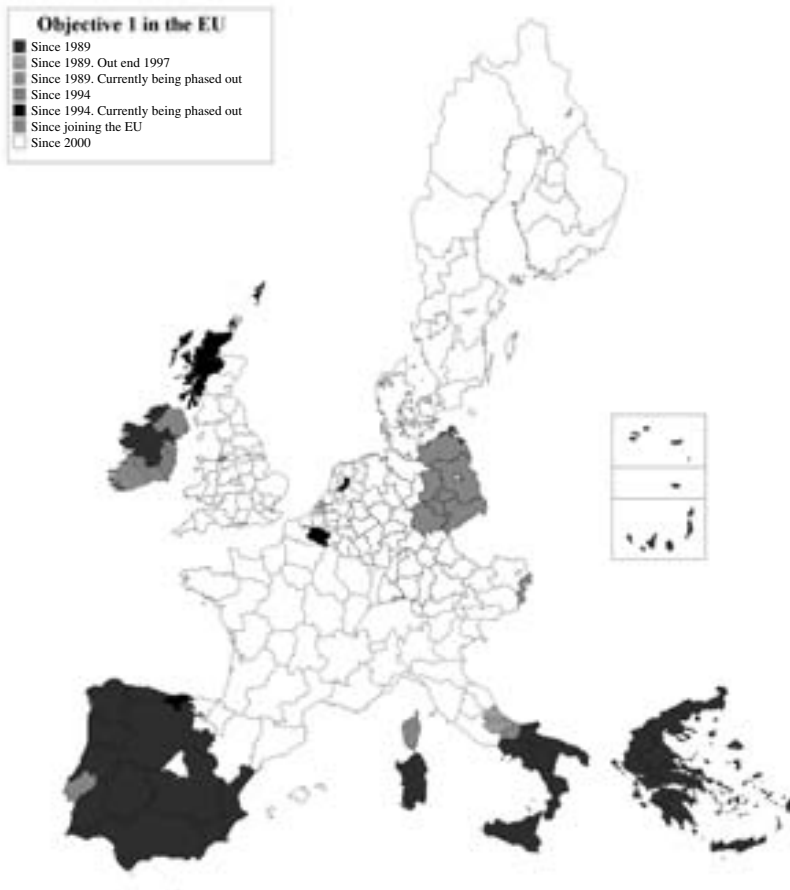 Objective 1 in the EU
Since 1989
Since 1989. Out end 1997
Since 1989. Currently being phased out
Since 1994
Since 1994. Currently being phased out
Since joining the EU
Since 2000